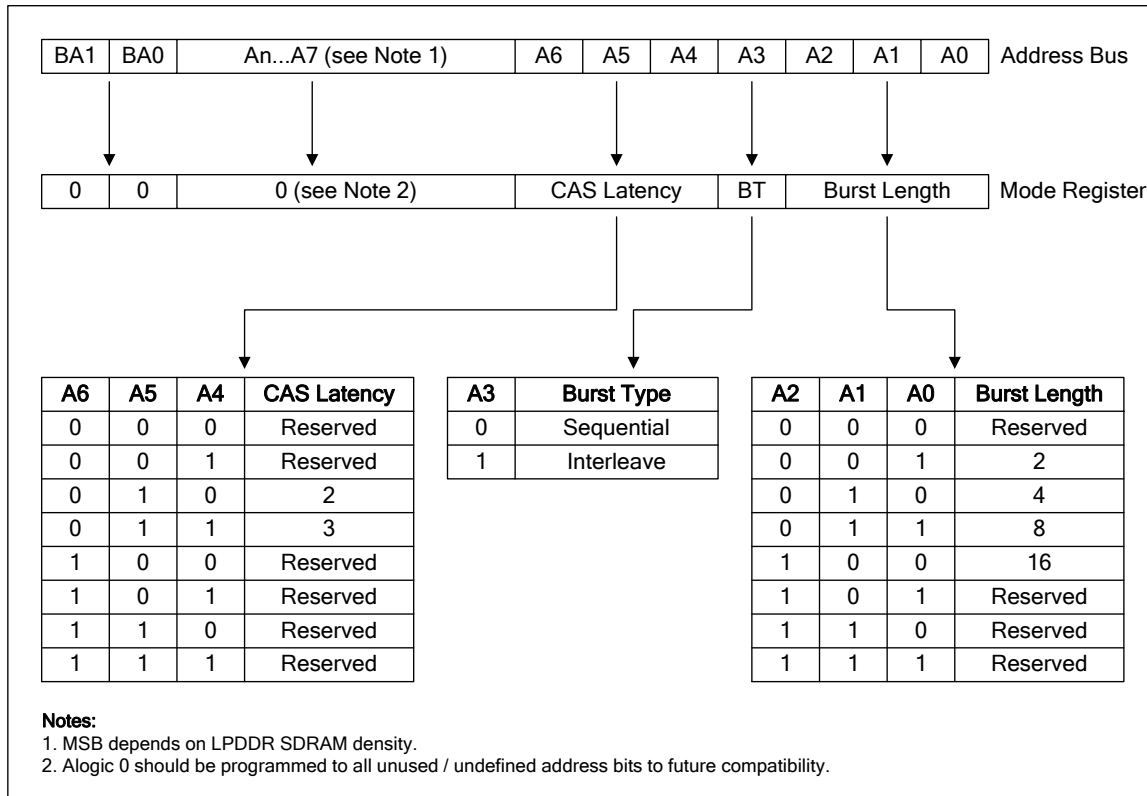 BA1 BA0 An...A7 (see Note 1) A6 A5 A4 A3 A2 A1 A0 Address Bus
0 0 0 (see Note 2) CAS Latency BT Burst Length Mode Register
A6 A5 A4 CAS Latency
0 0 0 Reserved
0 0 1 Reserved
0 1 0 2
0 1 1 3
1 0 0 Reserved
1 0 1 Reserved
1 1 0 Reserved
1 1 1 Reserved
A3 Burst Type
0 Sequential
1 Interleave
A2 A1 A0 Burst Length
0 0 0 Reserved
0 0 1 2
0 1 0 4
0 1 1 8
1 0 0 16
1 0 1 Reserved
1 1 0 Reserved
1 1 1 Reserved
Notes:
1. MSB depends on LPDDR SDRAM density.
2. Alogic 0 should be programmed to all unused / undefined address bits to future compatibility.